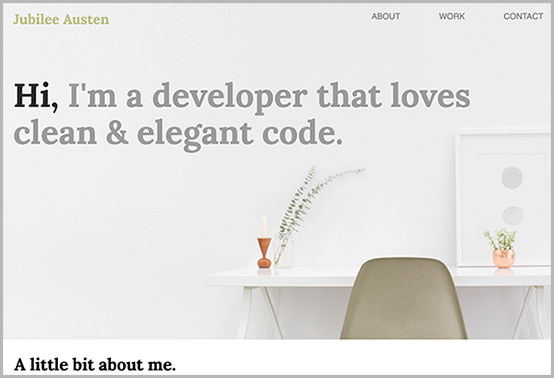 Jubilee Austen
ABOUT WORK CONTACT
Hi, I'm a developer that loves
clean & elegant code.
A little bit about me.